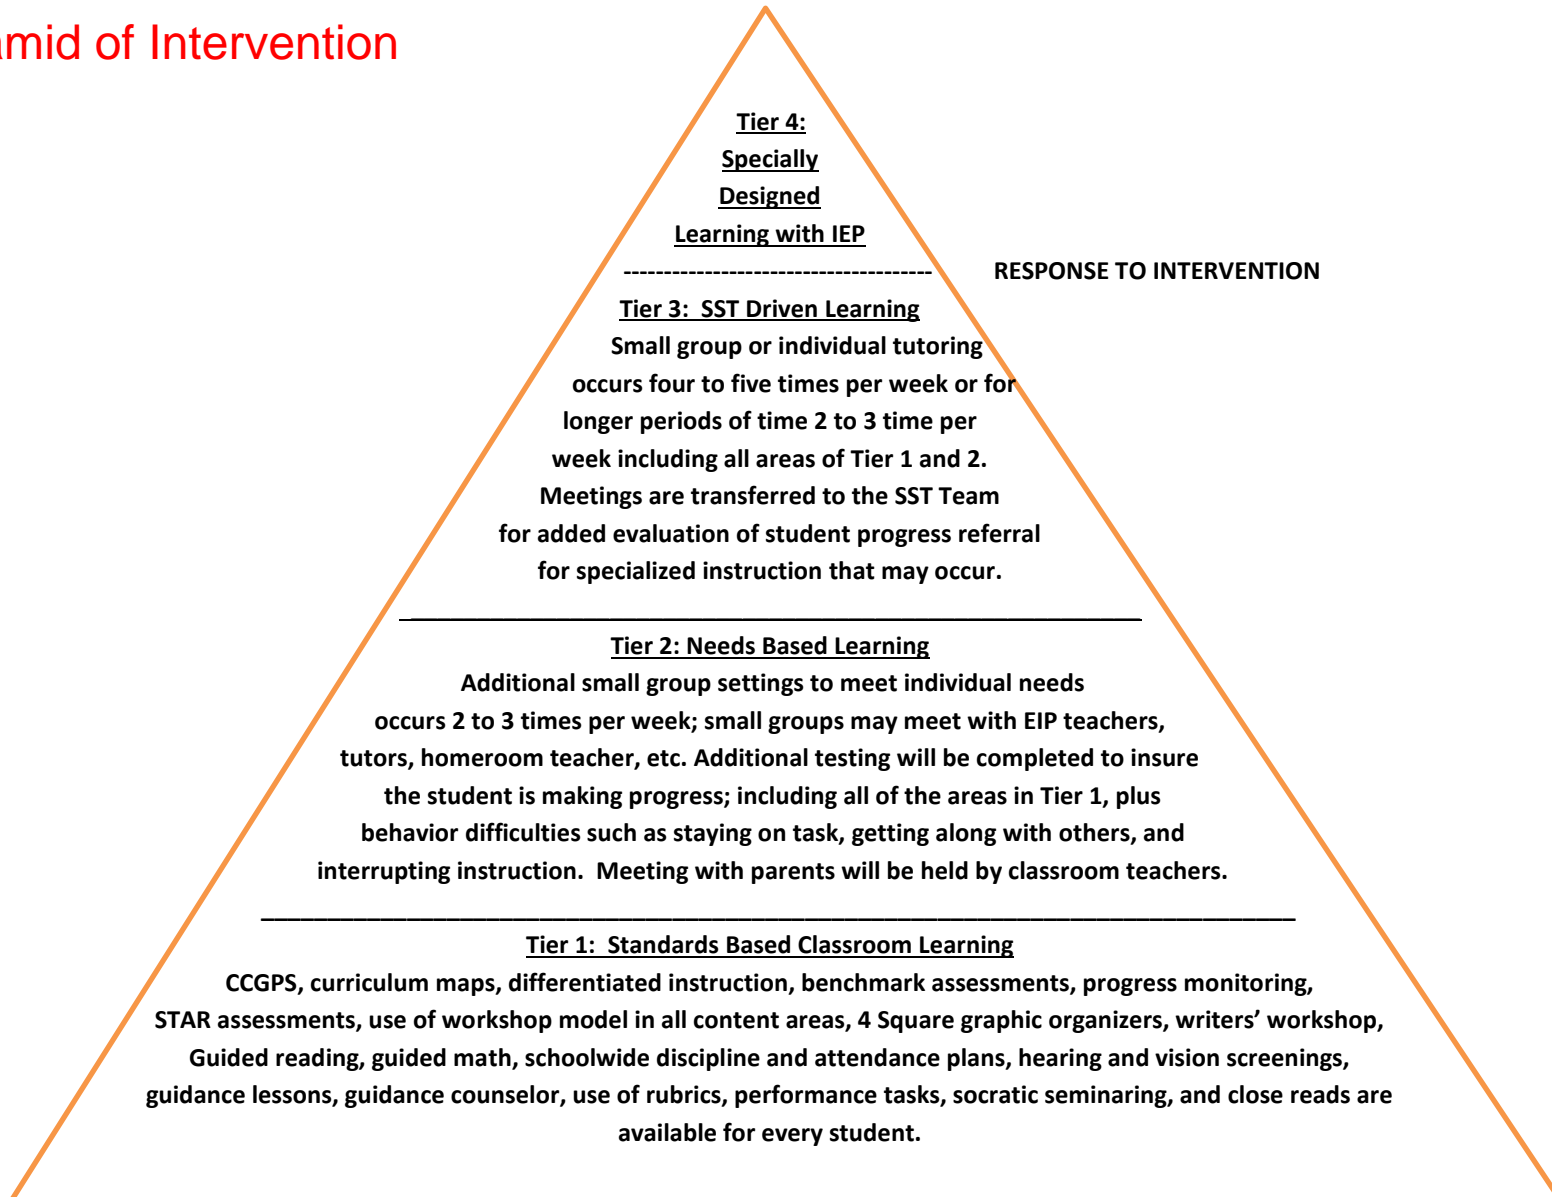 amid of Intervention
Tier 4:
Specially
Designed
Learning with IEP
RESPONSE TO INTERVENTION
Tier 3:  SST Driven Learning
Small group or individual tutoring
occurs four to five times per week or for
longer periods of time 2 to 3 time per
week including all areas of Tier 1 and 2.
Meetings are transferred to the SST Team
for added evaluation of student progress referral
for specialized instruction that may occur.
Tier 2: Needs Based Learning
Additional small group settings to meet individual needs
occurs 2 to 3 times per week; small groups may meet with EIP teachers,
tutors, homeroom teacher, etc. Additional testing will be completed to insure
the student is making progress; including all of the areas in Tier 1, plus
behavior difficulties such as staying on task, getting along with others, and
interrupting instruction.  Meeting with parents will be held by classroom teachers.
Tier 1:  Standards Based Classroom Learning
CCGPS, curriculum maps, differentiated instruction, benchmark assessments, progress monitoring,
STAR assessments, use of workshop model in all content areas, 4 Square graphic organizers, writers’ workshop,
Guided reading, guided math, schoolwide discipline and attendance plans, hearing and vision screenings,
guidance lessons, guidance counselor, use of rubrics, performance tasks, socratic seminaring, and close reads are
available for every student.